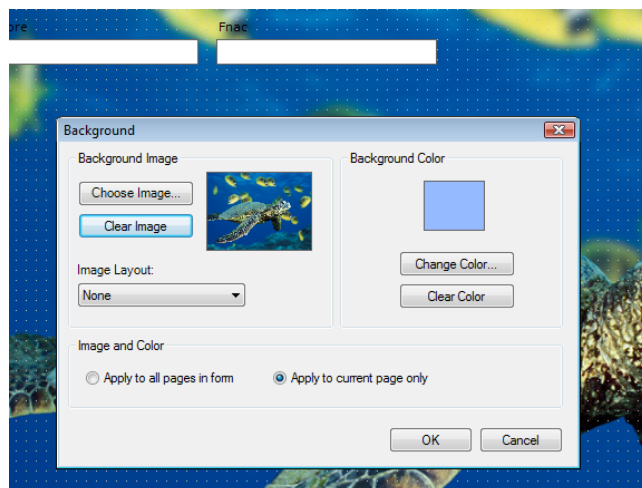 ore Fnac
Background
Background Image Background Color
Choose Image...
Clear Image
Change Color...
Image Layout:
None
Clear Color
Image and Color
Apply to all pages in form Apply to current page only
OK Cancel